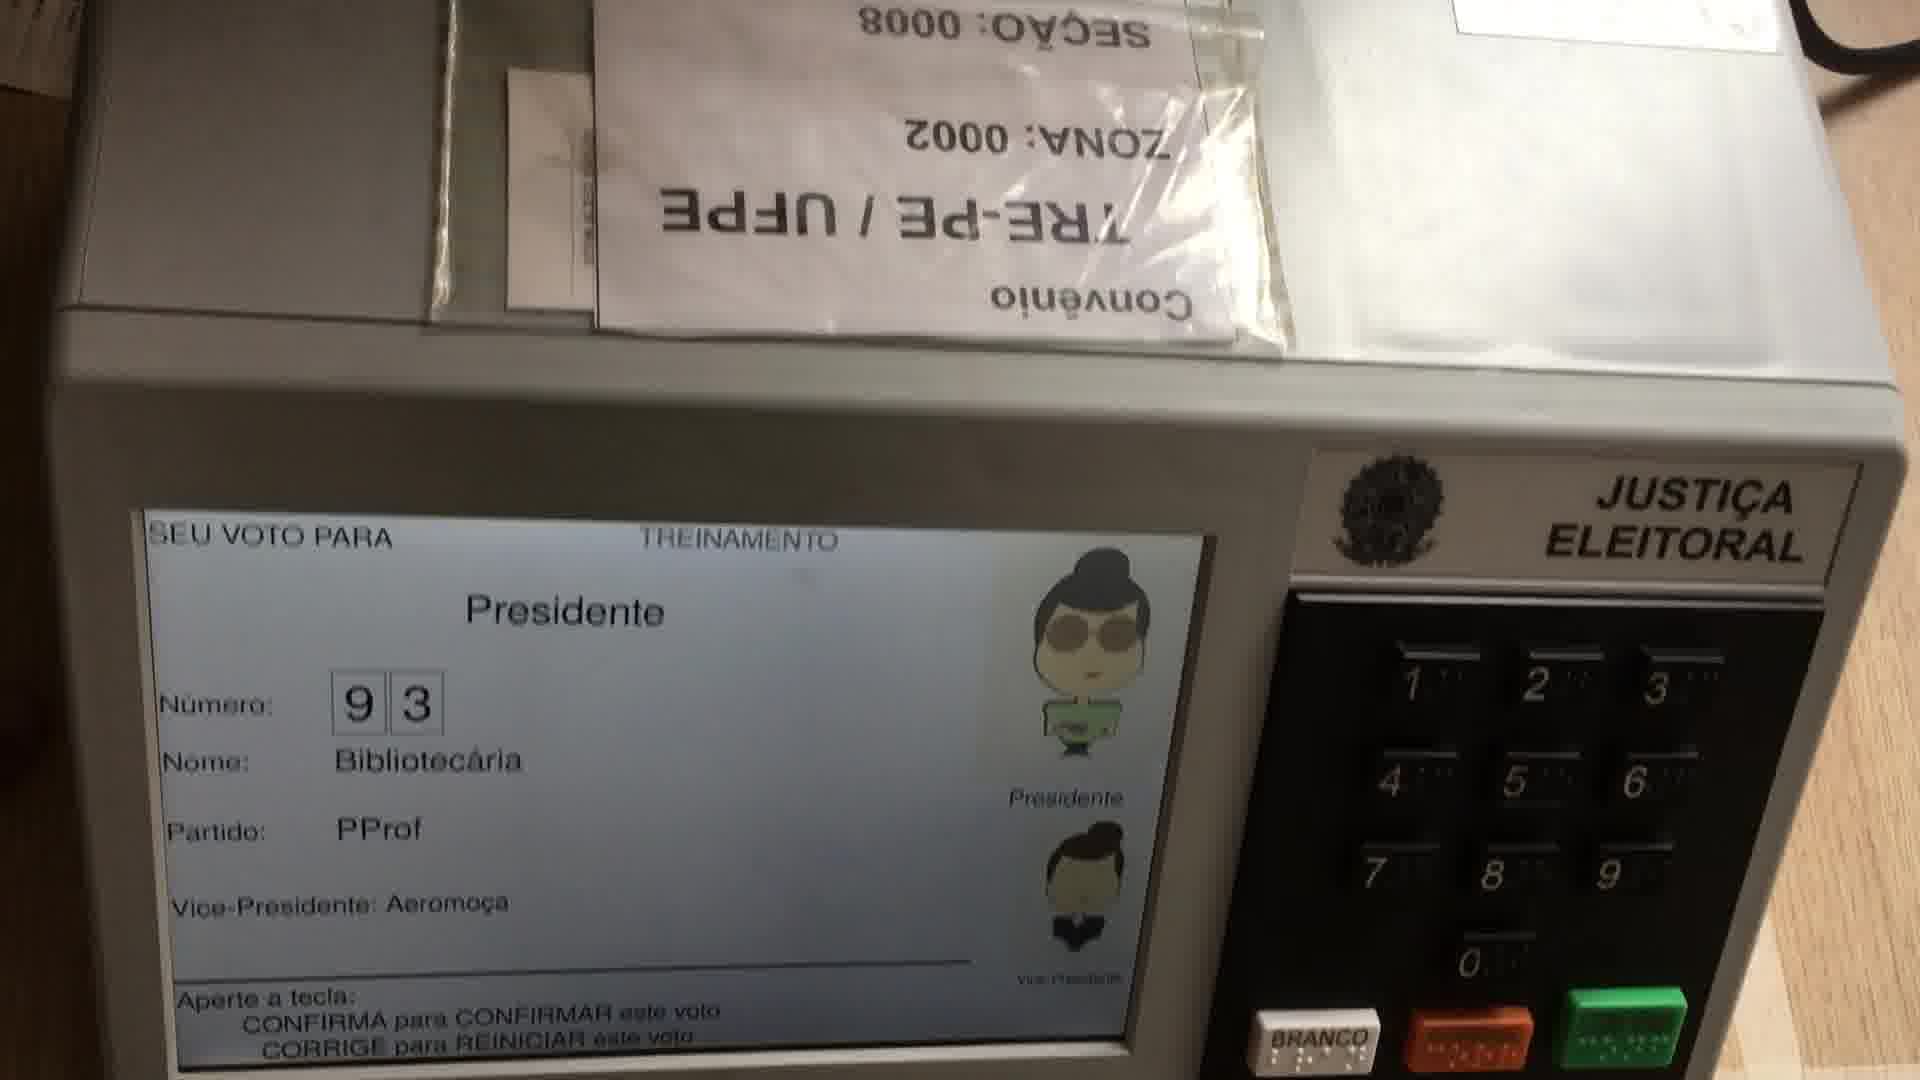 SEÇÃO: 0008
ZONA: 0002
TRE-PE / UFPE
Convênio
JUSTIÇA
ELEITORAL
SEU VOTO PARA
TREINAMENTO
Presidente
Número: 9 3
Nome: Bibliotecária
Partido: PProf
Vice-Presidente: Aeromoça
Presidente
Vice-Presidente
Aperte a tecla:
CONFIRMA para CONFIRMAR este voto
CORRIGE para REINICIAR este voto
1 2 3
4 5 6
7 8 9
0
BRANCO